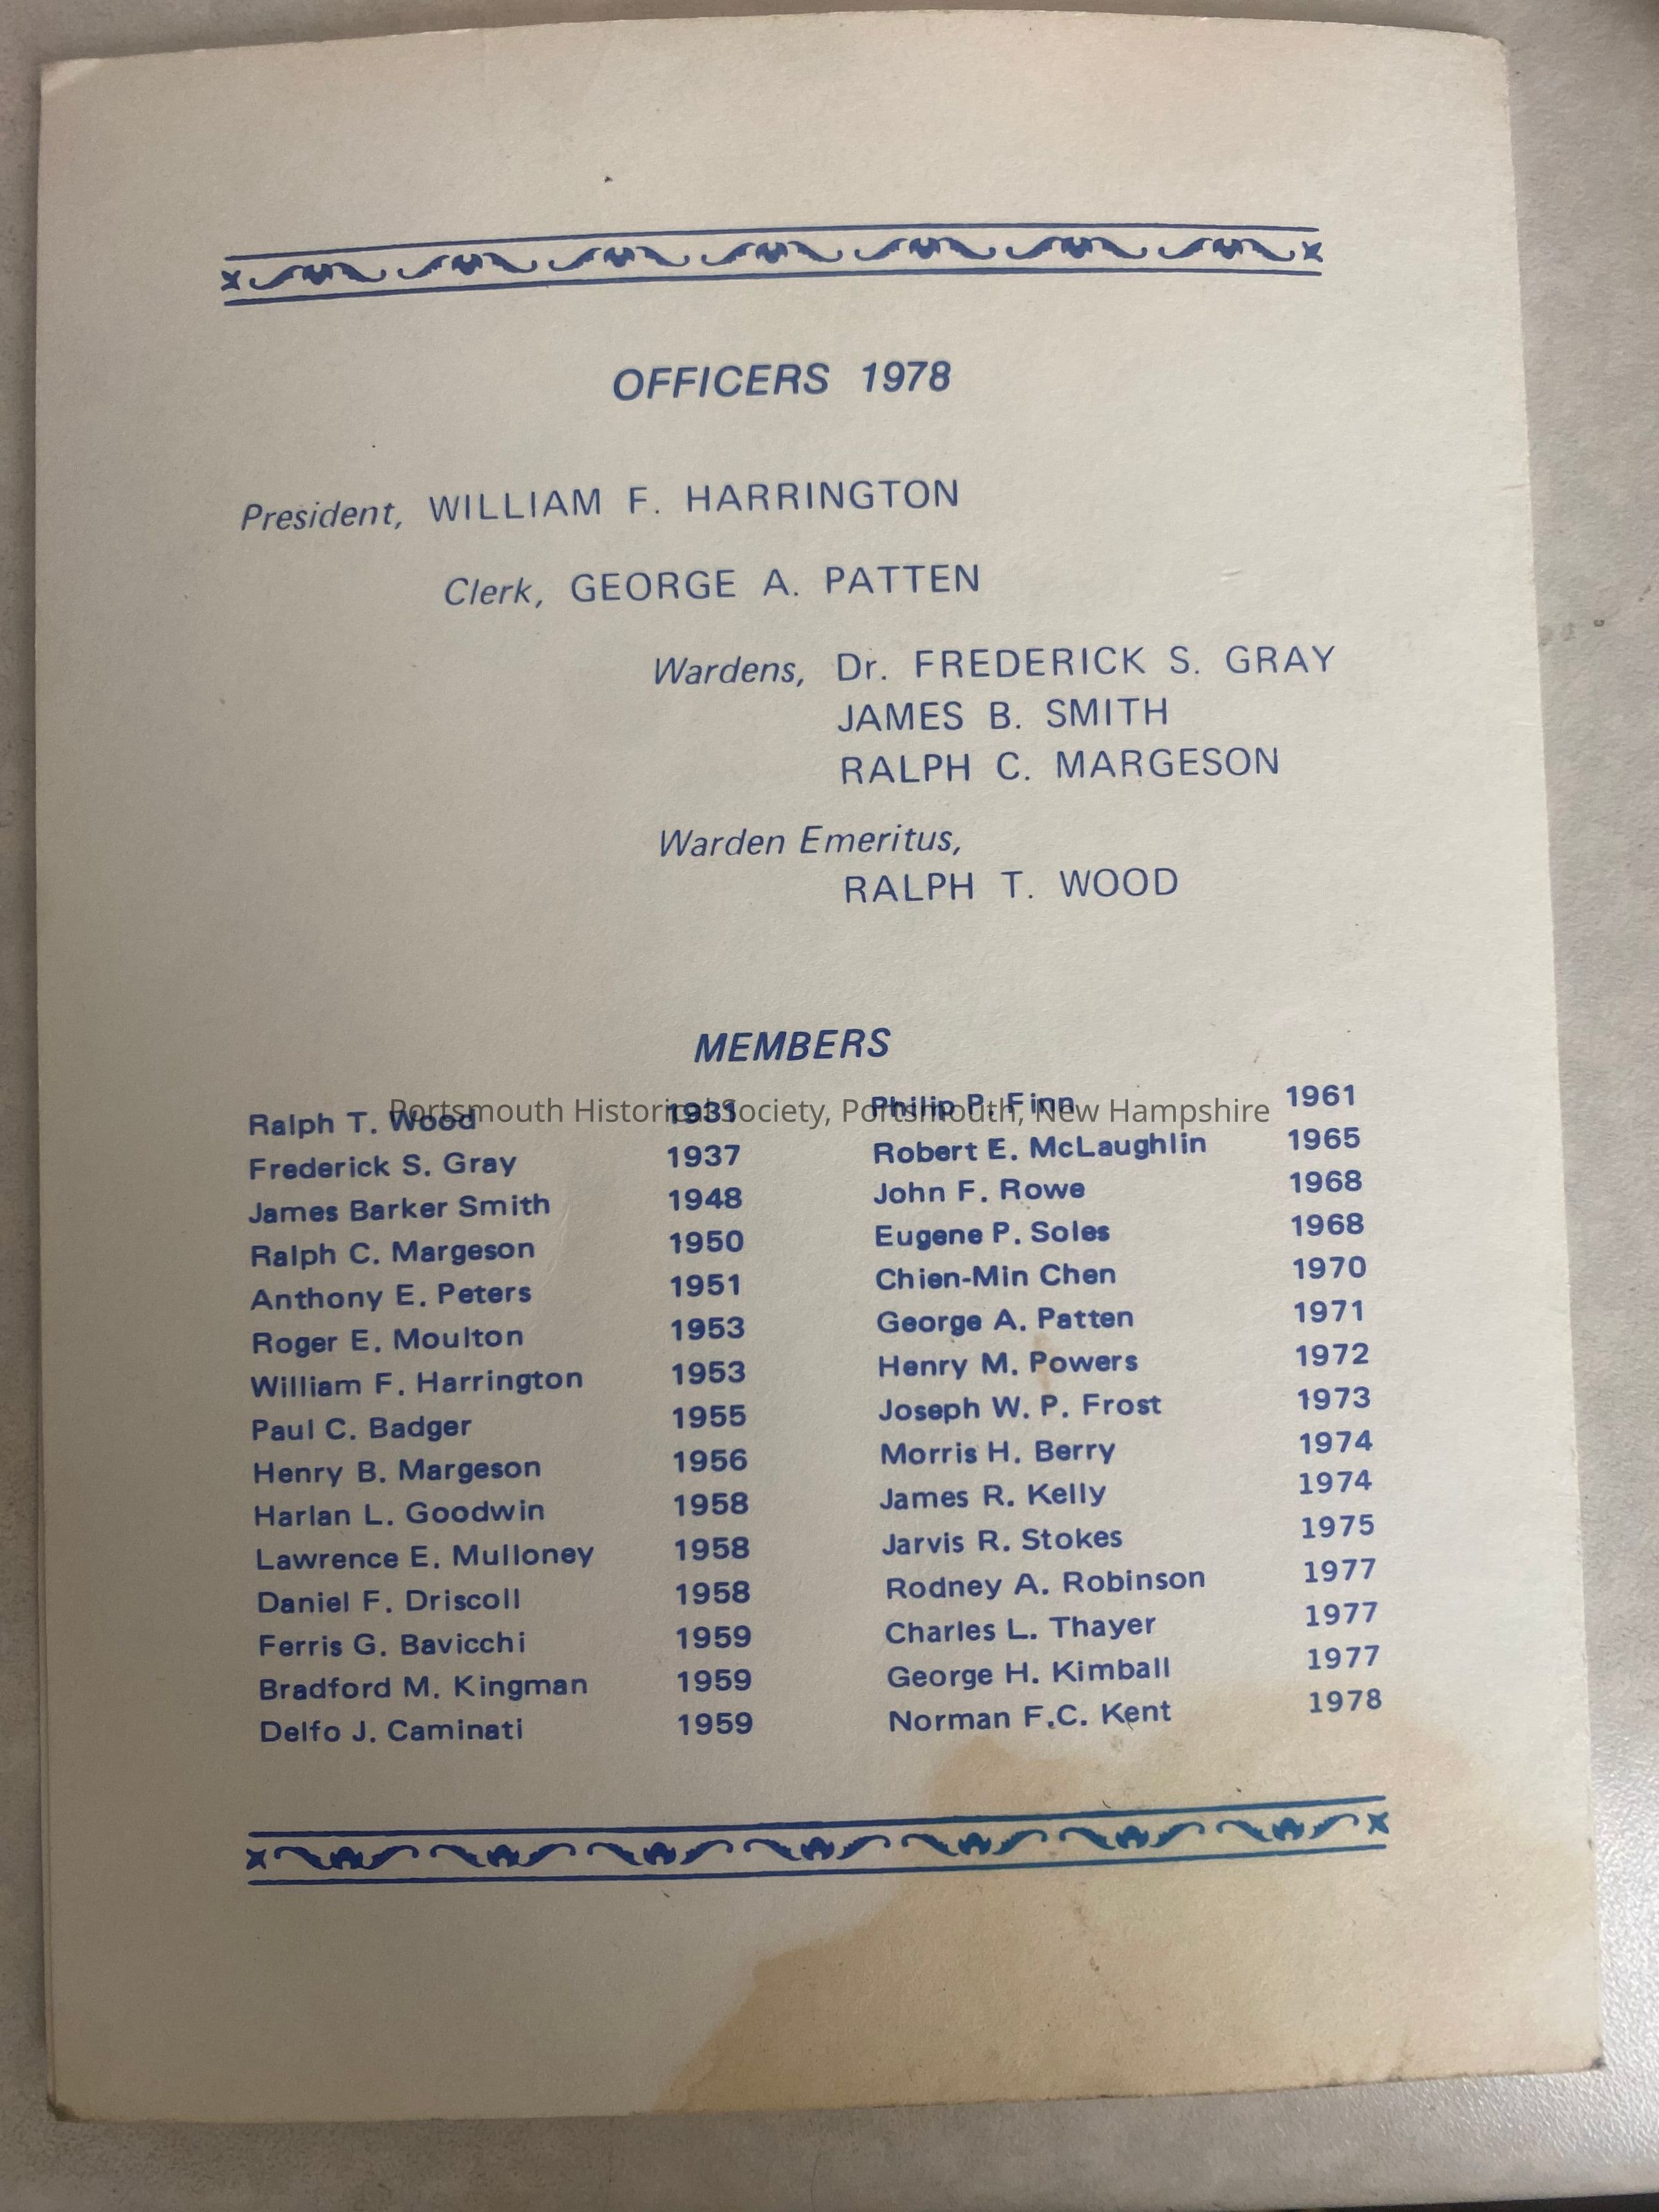 OFFICERS 1978
President, WILLIAM F. HARRINGTON
Clerk, GEORGE A. PATTEN
Wardens, Dr. FREDERICK S. GRAY
JAMES B. SMITH
RALPH C. MARGESON
Warden Emeritus,
RALPH T. WOOD
MEMBERS
Portsmouth Historical Society, Portsmouth, New Hampshire
Ralph T. Wood 1931
Frederick S. Gray 1937
James Barker Smith 1948
Ralph C. Margeson 1950
Anthony E. Peters 1951
Roger E. Moulton 1953
William F. Harrington 1953
Paul C. Badger 1955
Henry B. Margeson 1956
Harlan L. Goodwin 1958
Lawrence E. Mulloney 1958
Daniel F. Driscoll 1958
Ferris G. Bavicchi 1959
Bradford M. Kingman 1959
Delfo J. Caminati 1959
Philip P. Finn 1961
Robert E. McLaughlin 1965
John F. Rowe 1968
Eugene P. Soles 1968
Chien-Min Chen 1970
George A. Patten 1971
Henry M. Powers 1972
Joseph W. P. Frost 1973
Morris H. Berry 1974
James R. Kelly 1974
Jarvis R. Stokes 1975
Rodney A. Robinson 1977
Charles L. Thayer 1977
George H. Kimball 1977
Norman F.C. Kent 1978